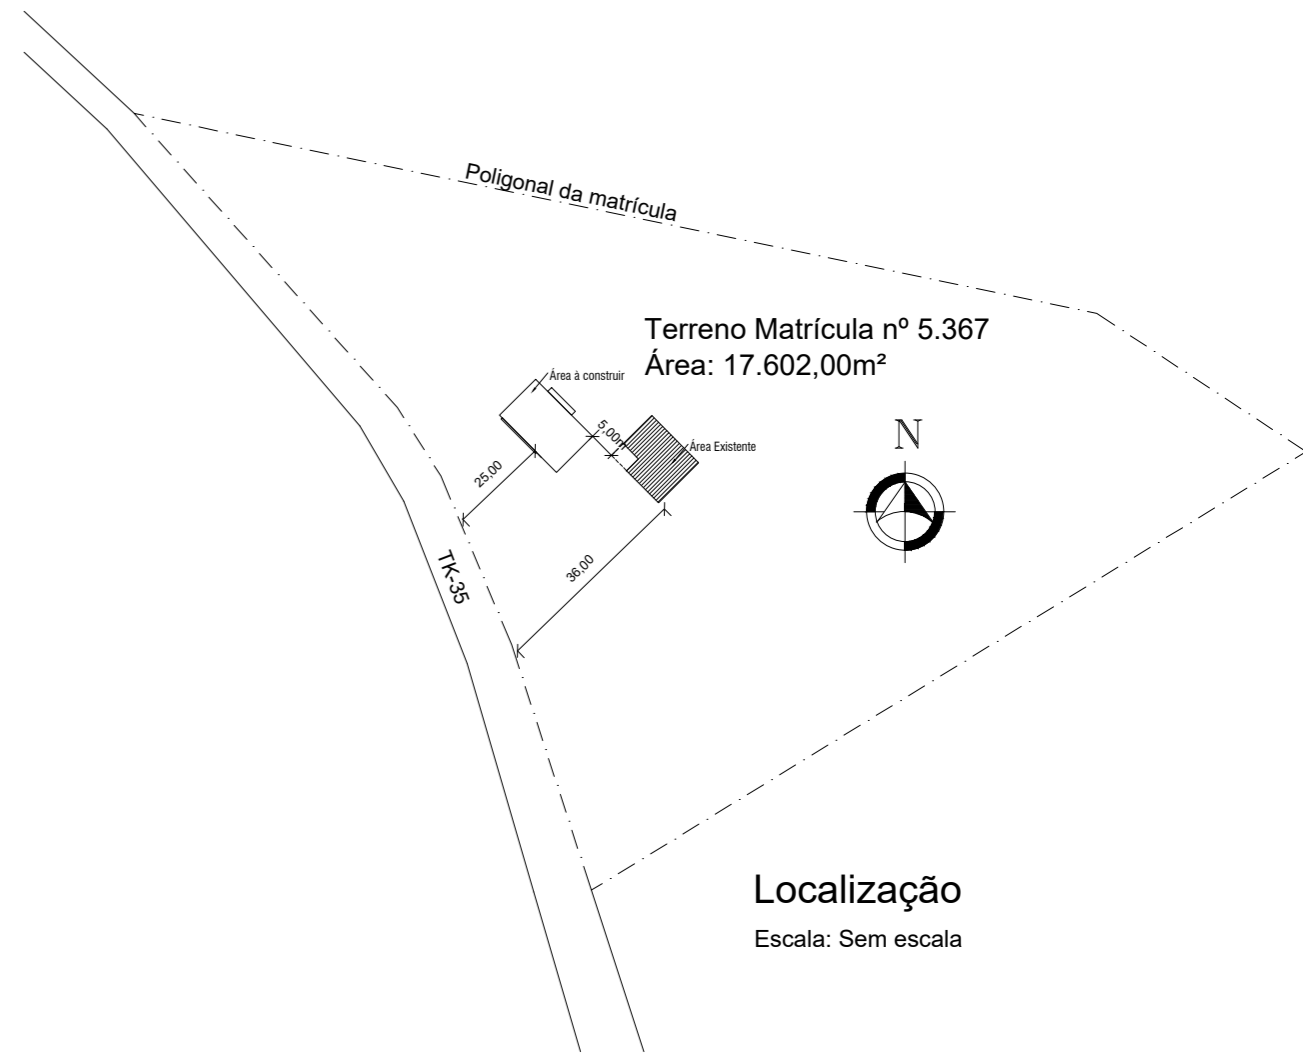 Poligonal da matrícula
Terreno Matrícula nº 5.367
Área: 17.602,00m²
Área à construir
5,00m
Área Existente
N
25,00
36,00
TK-35
Localização
Escala: Sem escala